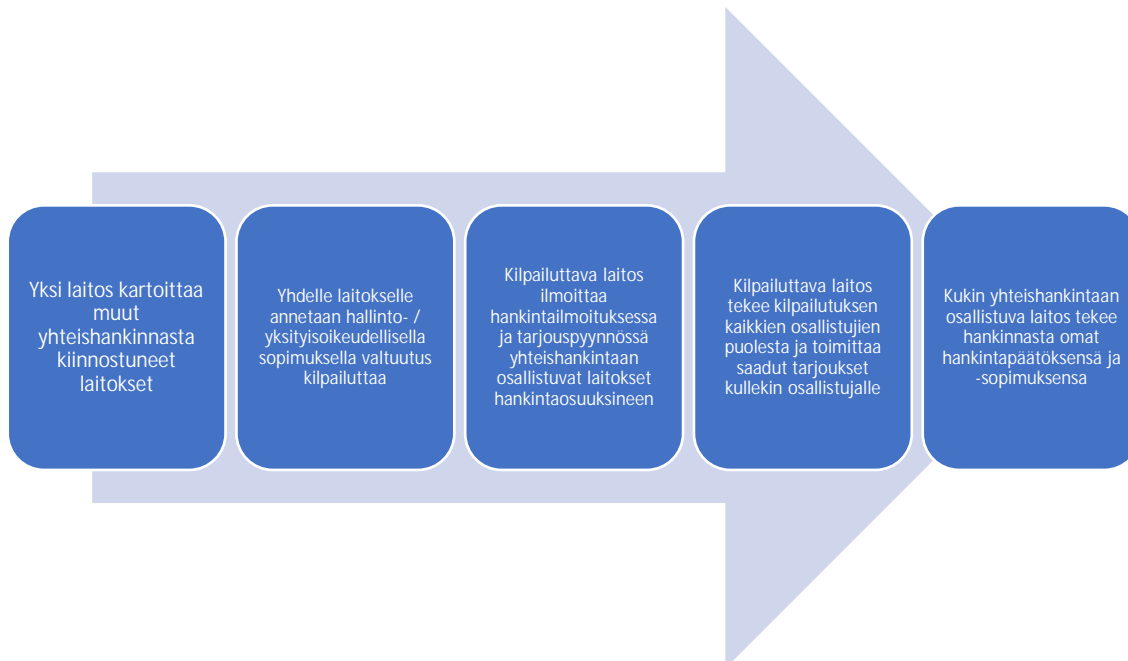 Yksi laitos kartoittaa
muut
yhteishankinnasta
kiinnostuneet
laitokset
Yhdelle laitokselle
annetaan hallinto- /
yksityisoikeudellisella
sopimuksella valtuutus
kilpailuttaa
Kilpailuttava laitos
ilmoittaa
hankintailmoituksessa
ja tarjouspyynnössä
yhteishankintaan
osallistuvat laitokset
hankintaosuuksineen
Kilpailuttava laitos
tekee kilpailutuksen
kaikkien osallistujien
puolesta ja toimittaa
saadut tarjoukset
kullekin osallistujalle
Kukin yhteishankintaan
osallistuva laitos tekee
hankinnasta omat
hankintapäätöksensä ja
-sopimuksensa